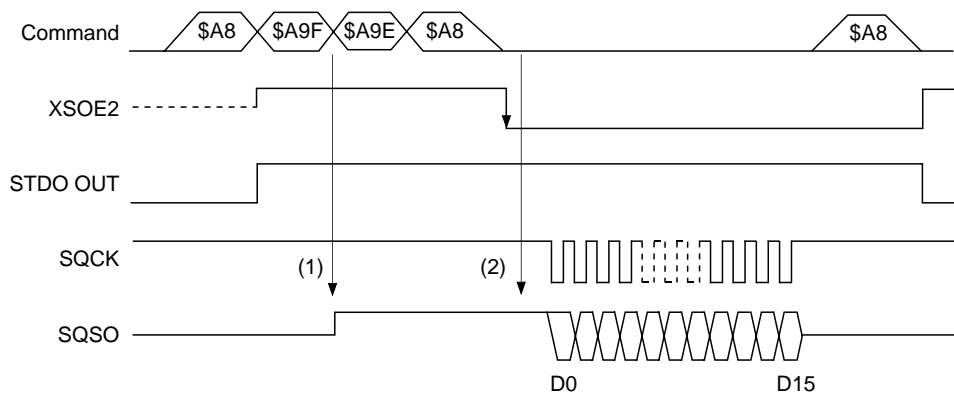 Command $A8 $A9F $A9E $A8 $A8
XSOE2
STDO OUT
SQCK (1) (2)
SQSO
D0 D15